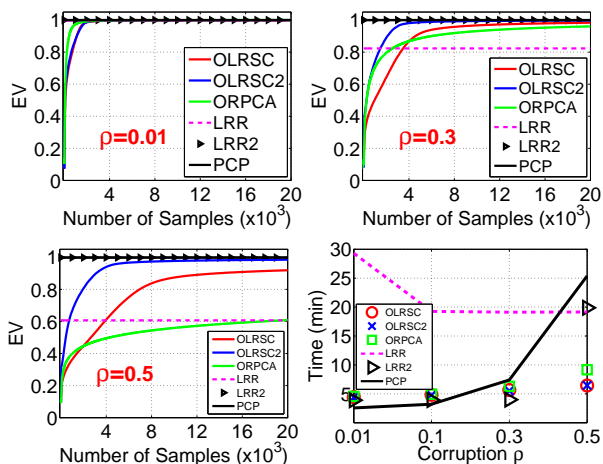 1
0.8
0.6
0.4
0.2
0
EV
OLRSC
OLRSC2
ORPCA
LRR
LRR2
PCP
ρ=0.01
4 8 12 16 20
Number of Samples (x10³)
1
0.8
0.6
0.4
0.2
0
EV
OLRSC
OLRSC2
ORPCA
LRR
LRR2
PCP
ρ=0.3
4 8 12 16 20
Number of Samples (x10³)
1
0.8
0.6
0.4
0.2
0
EV
OLRSC
OLRSC2
ORPCA
LRR
LRR2
PCP
ρ=0.5
4 8 12 16 20
Number of Samples (x10³)
30
25
20
15
10
5
Time (min)
OLRSC
OLRSC2
ORPCA
LRR
LRR2
PCP
0.01 0.1 0.3 0.5
Corruption ρ